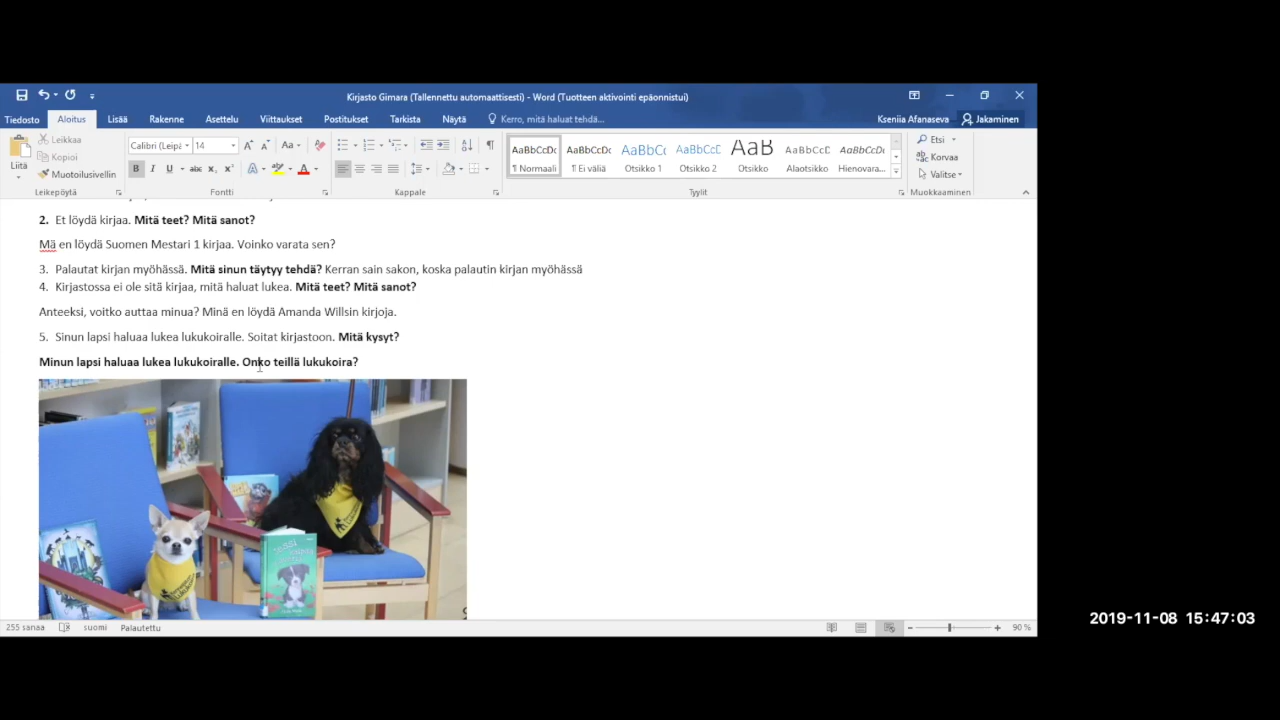 Kirjasto Gimara (Tallennettu automaattisesti) - Word (Tuotteen aktivointi epäonnistui)
Tiedosto Aloitus Lisää Rakenne Asettelu Viittaukset Postitukset Tarkista Näytä Kerro, mitä haluat tehdä... Kseniia Afanaseva Jakaminen
Liitä
Leikkaa
Kopioi
Muotoilusivellin
Leikepöytä
Calibri (Leipä 14
Fontti
Kappale
AaBbCcDc AaBbCcDc AaBbCc AaBbCcC AaB AaBbCcD AaBbCcDc
¶ Normaali ¶ Ei väliä Otsikko 1 Otsikko 2 Otsikko Alaotsikko Hienovara...
Tyylit
Etsi
Korvaa
Valitse
Muokkaaminen
2. Et löydä kirjaa. Mitä teet? Mitä sanot?
Mä en löydä Suomen Mestari 1 kirjaa. Voinko varata sen?
3. Palautat kirjan myöhässä. Mitä sinun täytyy tehdä? Kerran sain sakon, koska palautin kirjan myöhässä
4. Kirjastossa ei ole sitä kirjaa, mitä haluat lukea. Mitä teet? Mitä sanot?
Anteeksi, voitko auttaa minua? Minä en löydä Amanda Willsin kirjoja.
5. Sinun lapsi haluaa lukea lukukoiralle. Soitat kirjastoon. Mitä kysyt?
Minun lapsi haluaa lukea lukukoiralle. Onko teillä lukukoira?
255 sanaa suomi Palautettu
90 %
2019-11-08 15:47:03